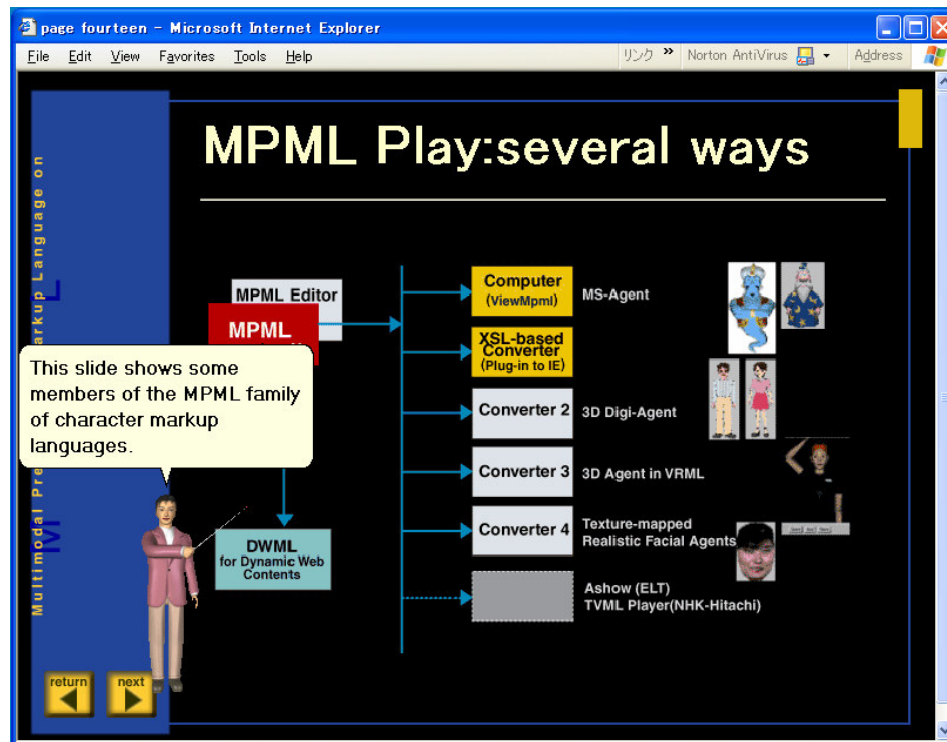 page fourteen - Microsoft Internet Explorer
File Edit View Favorites Tools Help
リンク » Norton AntiVirus Address
MPML Play:several ways
MPML Editor
MPML
This slide shows some
members of the MPML family
of character markup
languages.
DWML
for Dynamic Web
Contents
Computer
(ViewMpml)
MS-Agent
XSL-based
Converter
(Plug-in to IE)
Converter 2
3D Digi-Agent
Converter 3
3D Agent in VRML
Converter 4
Texture-mapped
Realistic Facial Agents
Ashow (ELT)
TVML Player(NHK-Hitachi)
Multimodal Pre
arkup Language on
L
M
return
next